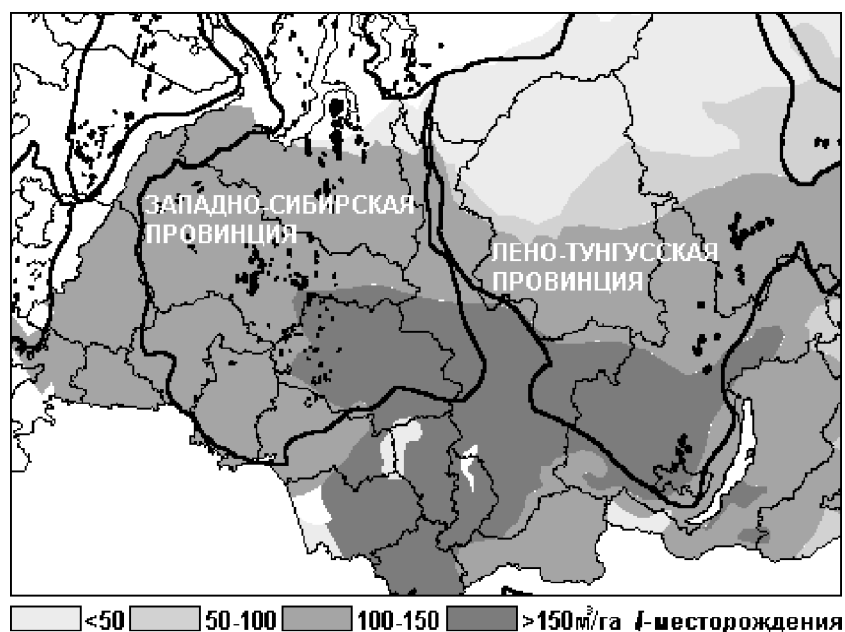 ЗАПАДНО-СИБИРСКАЯ
ПРОВИНЦИЯ
ЛЕНО-ТУНГУССКАЯ
ПРОВИНЦИЯ
<50 50-100 100-150 >150м³/га -месторождения